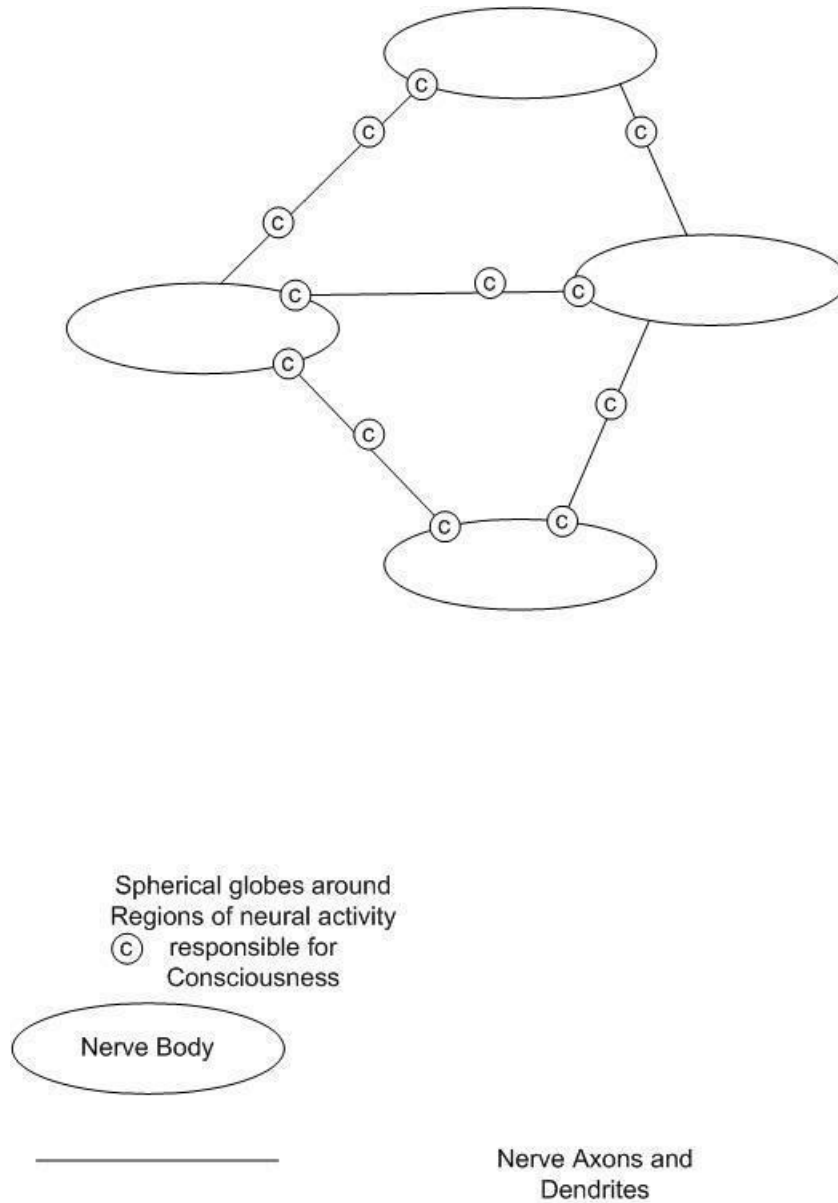 C
C
C
C
C
C
C
C
C
C
C
C
Spherical globes around
Regions of neural activity
C responsible for
Consciousness
Nerve Body
Nerve Axons and
Dendrites